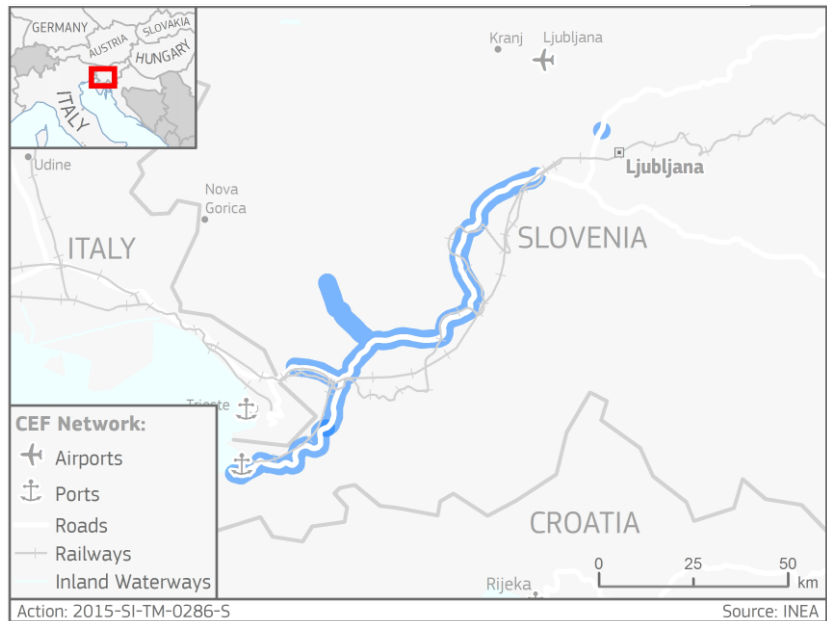 GERMANY
SLOVAKIA
AUSTRIA
HUNGARY
ITALY
Kranj
Ljubljana
Udine
Ljubljana
Nova
Gorica
ITALY
SLOVENIA
Trieste
CEF Network:
Airports
Ports
Roads
Railways
Inland Waterways
CROATIA
0 25 50
km
Rijeka
Action: 2015-SI-TM-0286-S
Source: INEA